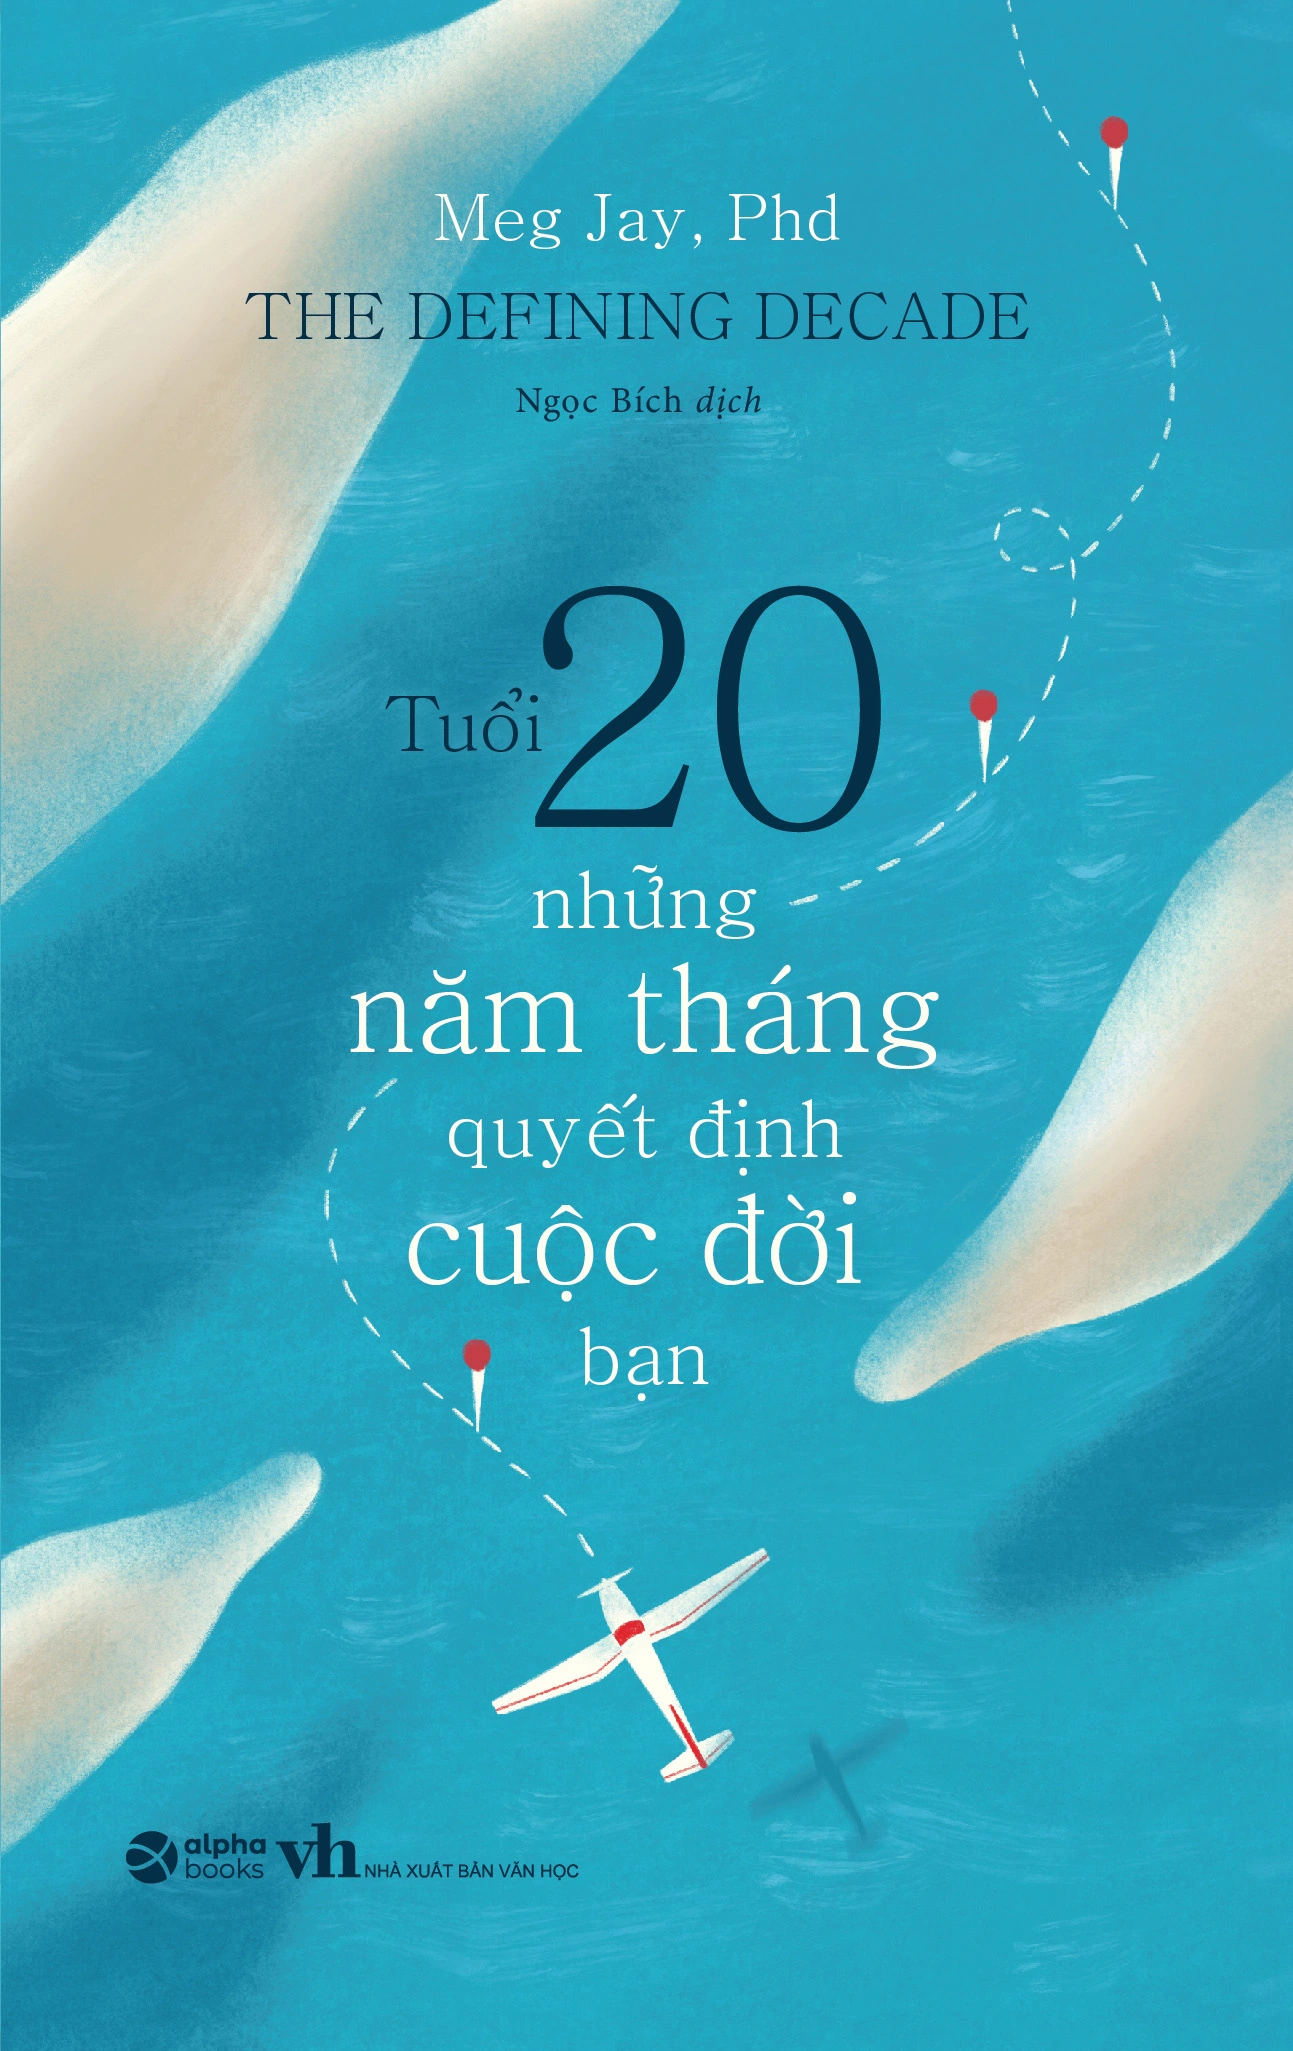 Meg Jay, Phd
THE DEFINING DECADE
Ngọc Bích dịch
Tuổi 20
những
năm tháng
quyết định
cuộc đời
bạn
alpha
books
vh NHÀ XUẤT BẢN VĂN HỌC